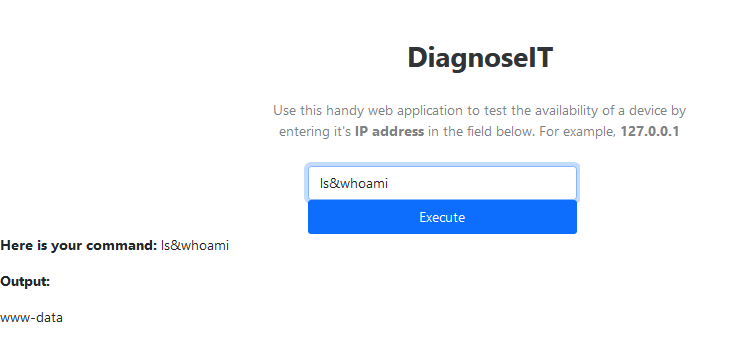 DiagnoseIT
Use this handy web application to test the availability of a device by
entering it's IP address in the field below. For example, 127.0.0.1
ls&whoami
Execute
Here is your command: ls&whoami
Output:
www-data